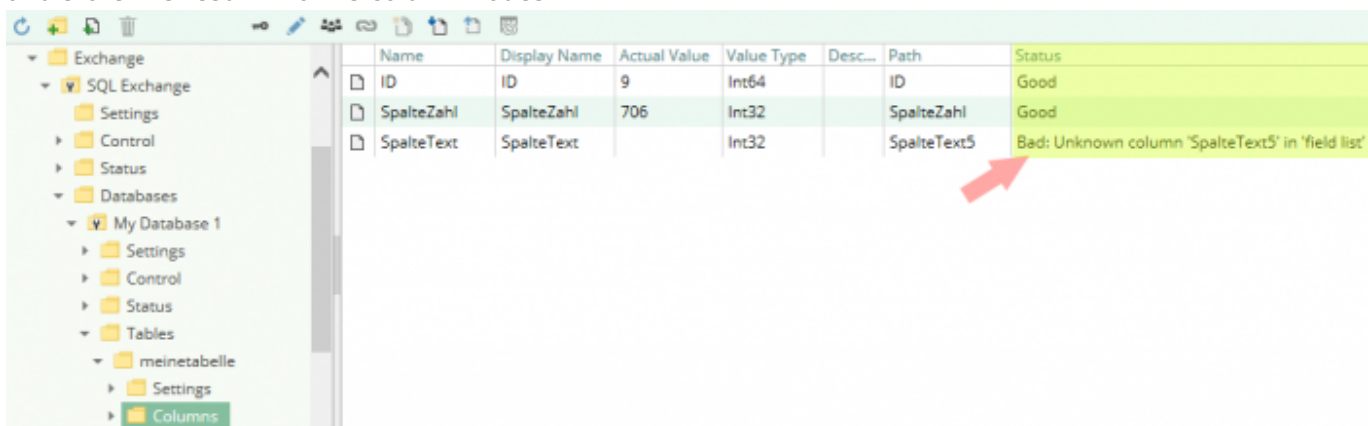 Exchange
SQL Exchange
Settings
Control
Status
Databases
My Database 1
Settings
Control
Status
Tables
meinetabelle
Settings
Columns
Name Display Name Actual Value Value Type Desc... Path Status
ID ID 9 Int64 ID Good
SpalteZahl SpalteZahl 706 Int32 SpalteZahl Good
SpalteText SpalteText Int32 SpalteText5 Bad: Unknown column 'SpalteText5' in 'field list'